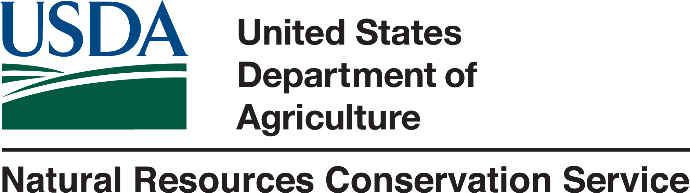 USDA
United States
Department of
Agriculture
Natural Resources Conservation Service